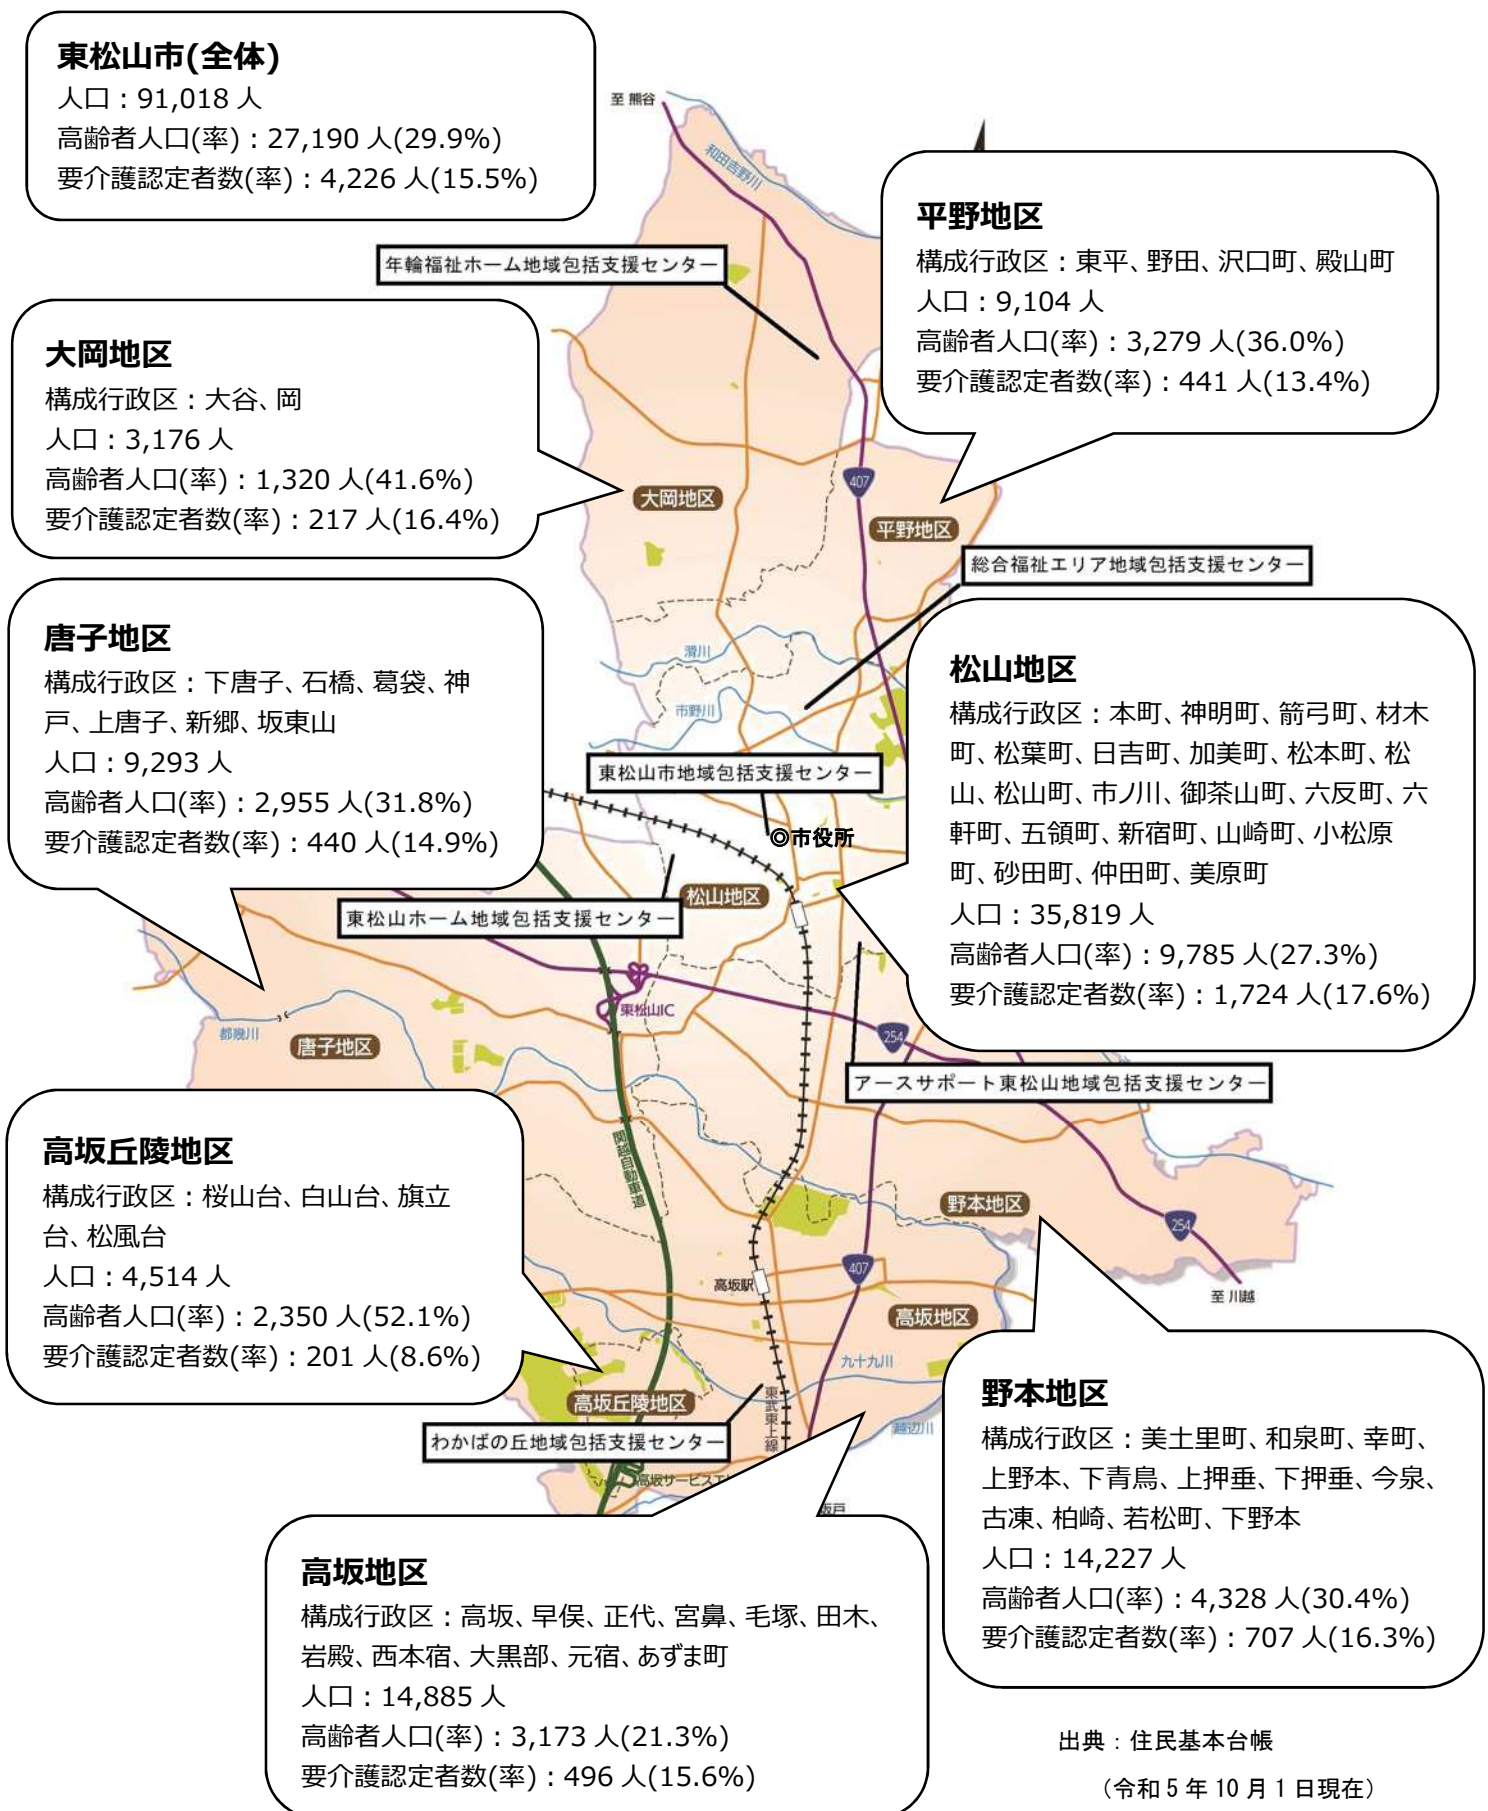 東松山市(全体)
人口：91,018 人
高齢者人口(率)：27,190 人(29.9%)
要介護認定者数(率)：4,226 人(15.5%)
至 熊谷
和田吉野川
平野地区
構成行政区：東平、野田、沢口町、殿山町
人口：9,104 人
高齢者人口(率)：3,279 人(36.0%)
要介護認定者数(率)：441 人(13.4%)
年輪福祉ホーム地域包括支援センター
大岡地区
構成行政区：大谷、岡
人口：3,176 人
高齢者人口(率)：1,320 人(41.6%)
要介護認定者数(率)：217 人(16.4%)
407
大岡地区
平野地区
総合福祉エリア地域包括支援センター
唐子地区
構成行政区：下唐子、石橋、葛袋、神
戸、上唐子、新郷、坂東山
人口：9,293 人
高齢者人口(率)：2,955 人(31.8%)
要介護認定者数(率)：440 人(14.9%)
滑川
市野川
松山地区
構成行政区：本町、神明町、箭弓町、材木
町、松葉町、日吉町、加美町、松本町、松
山、松山町、市ノ川、御茶山町、六反町、六
軒町、五領町、新宿町、山崎町、小松原
町、砂田町、仲田町、美原町
人口：35,819 人
高齢者人口(率)：9,785 人(27.3%)
要介護認定者数(率)：1,724 人(17.6%)
東松山市地域包括支援センター
◎市役所
松山地区
東松山ホーム地域包括支援センター
東松山IC
都幾川
唐子地区
254
アースサポート東松山地域包括支援センター
関越自動車道
高坂丘陵地区
構成行政区：桜山台、白山台、旗立
台、松風台
人口：4,514 人
高齢者人口(率)：2,350 人(52.1%)
要介護認定者数(率)：201 人(8.6%)
野本地区
254
407
高坂駅
至 川越
高坂地区
九十九川
高坂丘陵地区
東武東上線
越辺川
わかばの丘地域包括支援センター
高坂サービスエ
坂戸
野本地区
構成行政区：美土里町、和泉町、幸町、
上野本、下青鳥、上押垂、下押垂、今泉、
古凍、柏崎、若松町、下野本
人口：14,227 人
高齢者人口(率)：4,328 人(30.4%)
要介護認定者数(率)：707 人(16.3%)
高坂地区
構成行政区：高坂、早俣、正代、宮鼻、毛塚、田木、
岩殿、西本宿、大黒部、元宿、あずま町
人口：14,885 人
高齢者人口(率)：3,173 人(21.3%)
要介護認定者数(率)：496 人(15.6%)
出典：住民基本台帳
（令和 5 年 10 月 1 日現在）